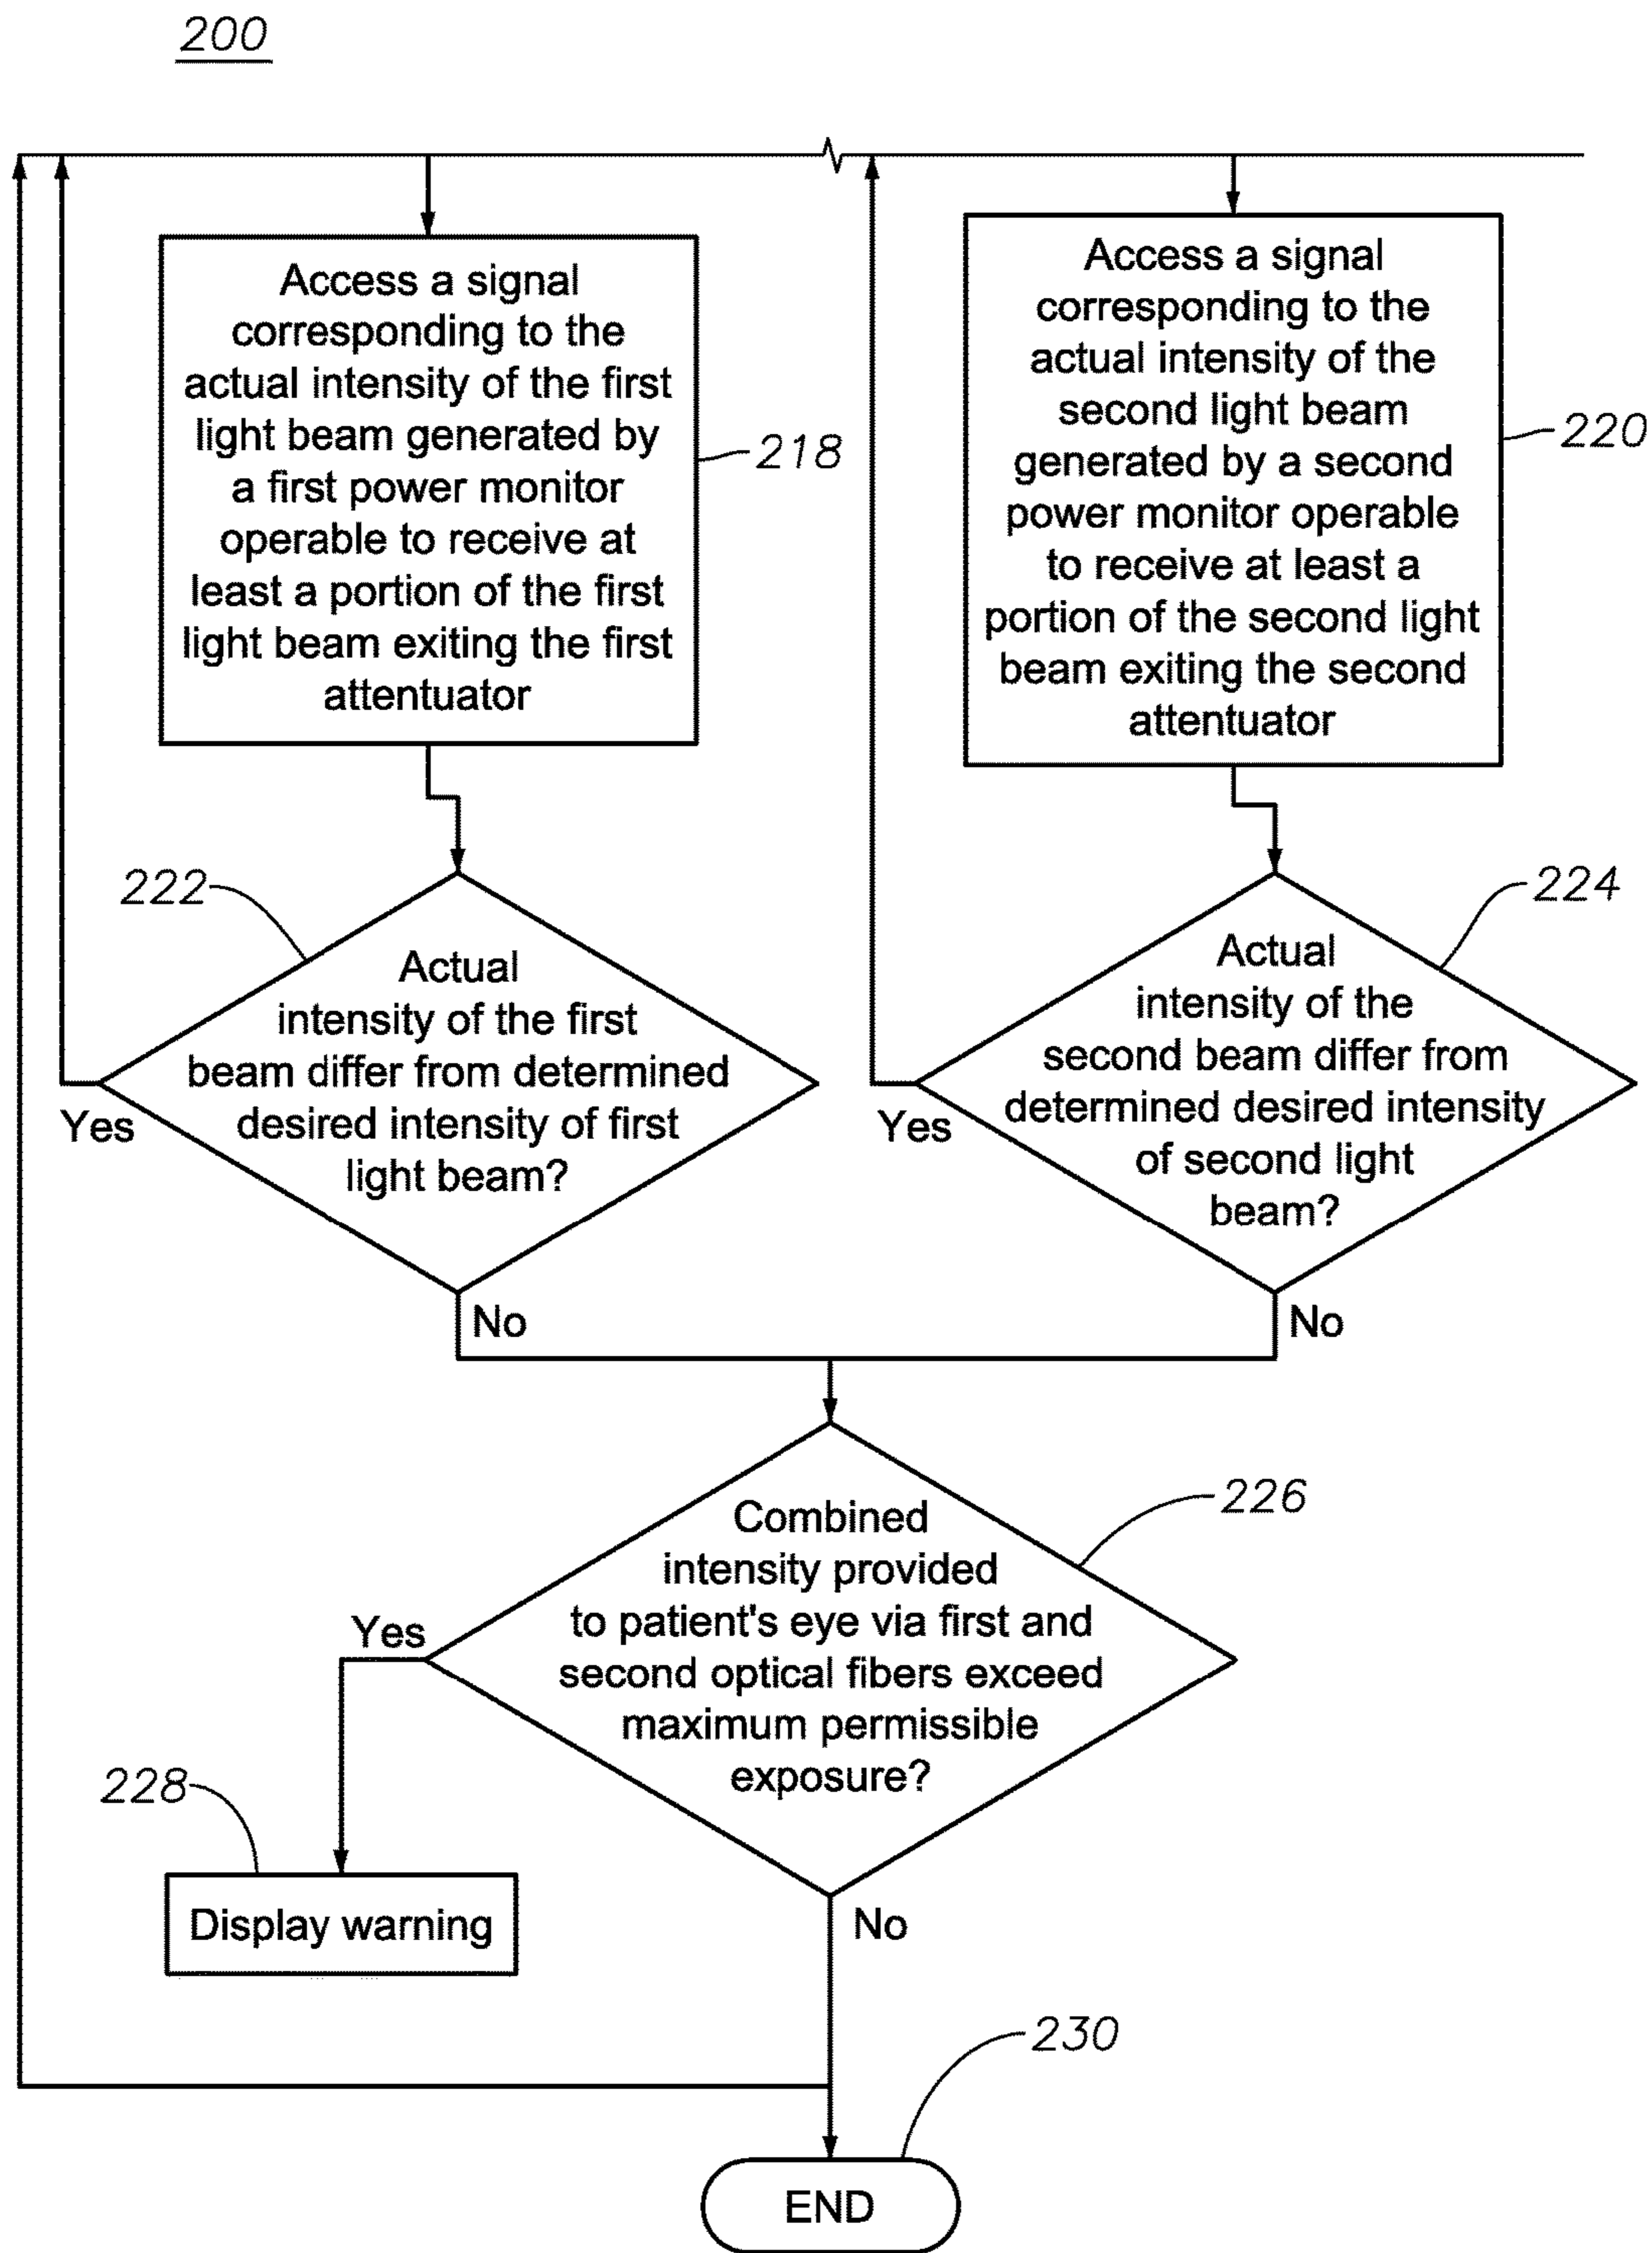 200
Access a signal
corresponding to the
actual intensity of the first
light beam generated by
a first power monitor
operable to receive at
least a portion of the first
light beam exiting the first
attentuator
218
Access a signal
corresponding to the
actual intensity of the
second light beam
generated by a second
power monitor operable
to receive at least a
portion of the second light
beam exiting the second
attentuator
220
222
Actual
intensity of the first
beam differ from determined
desired intensity of first
light beam?
Yes
No
224
Actual
intensity of the
second beam differ from
determined desired intensity
of second light
beam?
Yes
No
226
Combined
intensity provided
to patient's eye via first and
second optical fibers exceed
maximum permissible
exposure?
Yes
228
Display warning
No
230
END